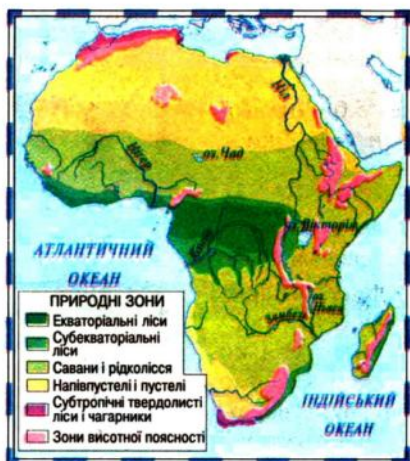 Ніл
Нігер
оз. Чад
оз. Вікторія
АТЛАНТИЧНИЙ
ОКЕАН
Конго
Замбезі
ПРИРОДНІ ЗОНИ
Екваторіальні ліси
Субекваторіальні
ліси
Савани і рідколісся
Напівпустелі і пустелі
Субтропічні твердолисті
ліси і чагарники
Зони висотної поясності
ІНДІЙСЬКИЙ
ОКЕАН